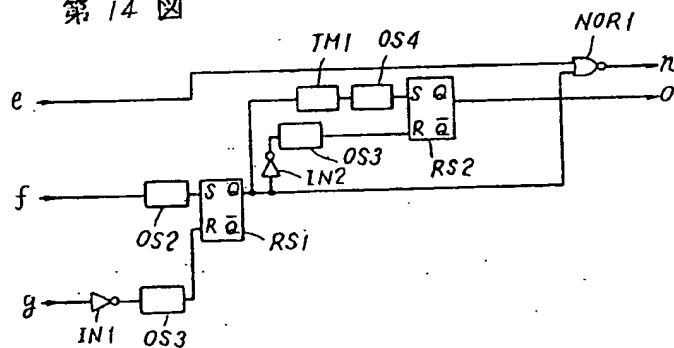 第 14 図
NOR1
TM1
OS4
n
e
S Q
o
R Q̅
OS3
RS2
IN2
f
S Q
OS2
R Q̅
RS1
g
IN1
OS3